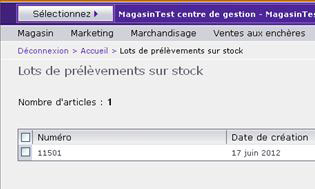 Sélectionnez MagasinTest centre de gestion - MagasinTes
Magasin Marketing Marchandisage Ventes aux enchères
Déconnexion > Accueil > Lots de prélèvements sur stock
Lots de prélèvements sur stock
Nombre d'articles : 1
Numéro Date de création
11501 17 juin 2012